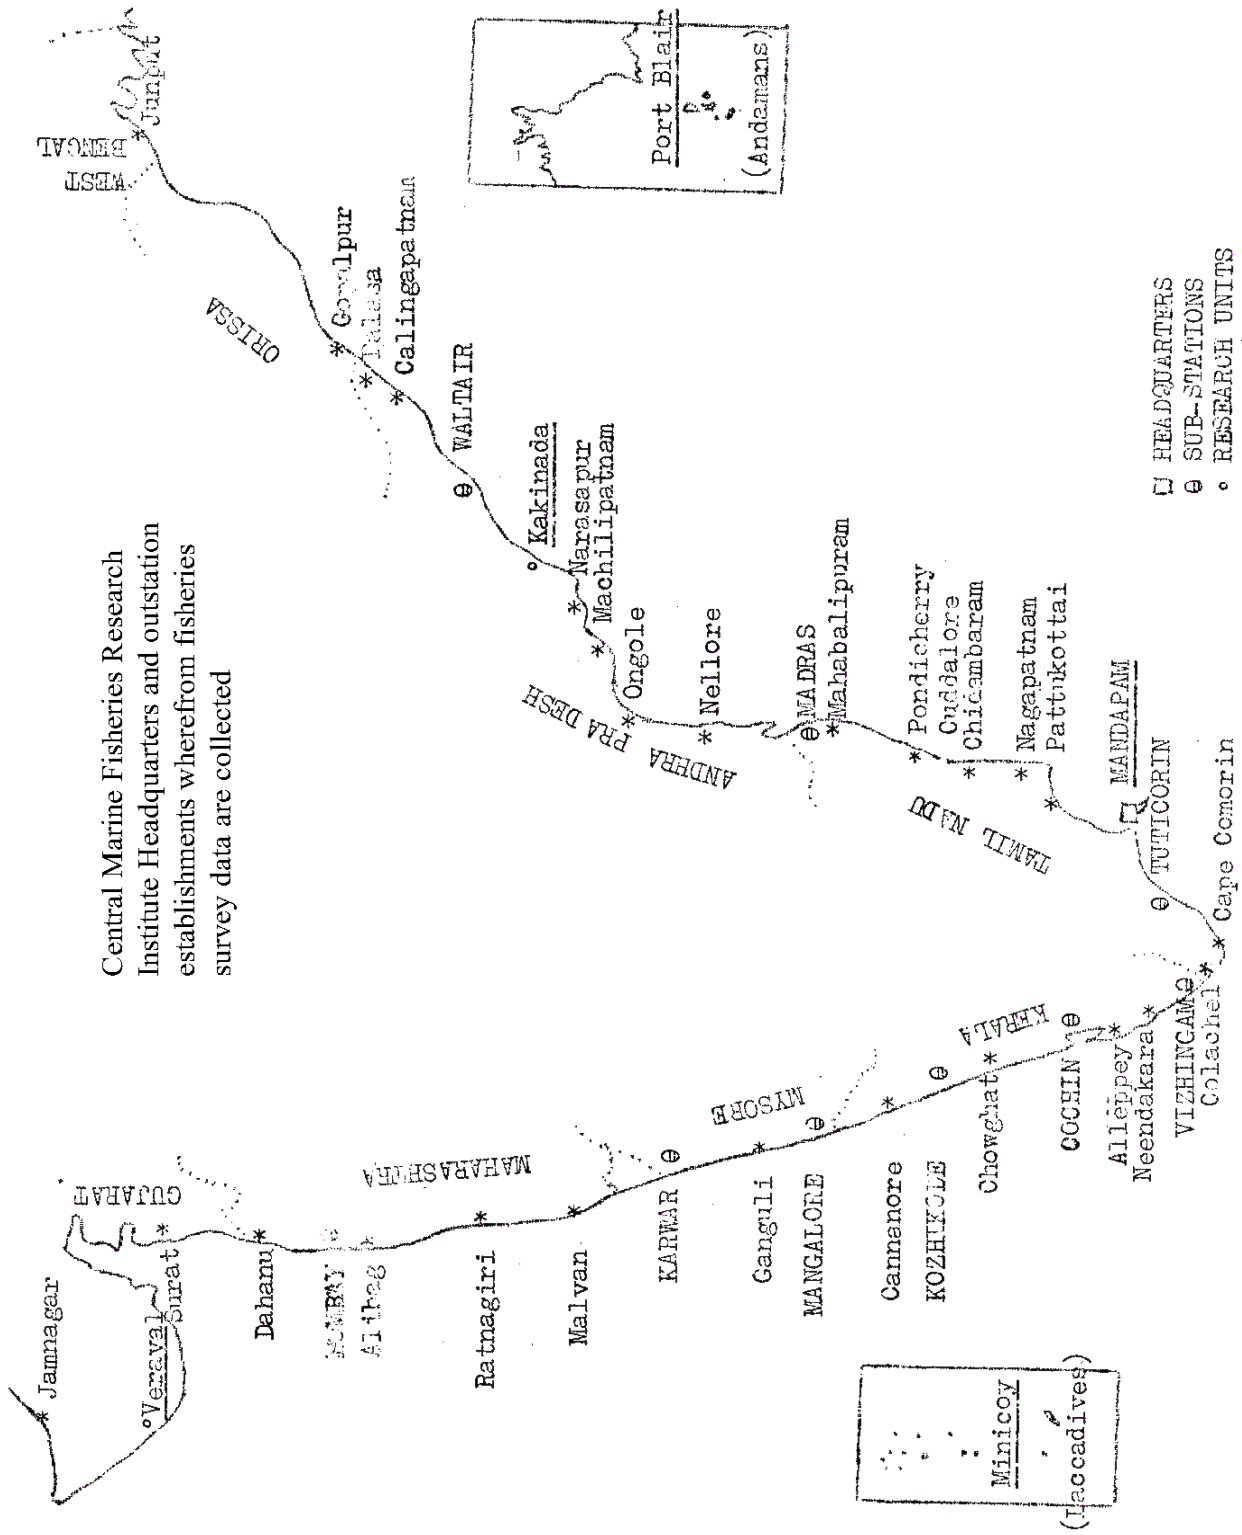 Central Marine Fisheries Research
Institute Headquarters and outstation
establishments wherefrom fisheries
survey data are collected
Jamnagar
Veraval
GUJARAT
Surat
Dahanu
BOMBAY
Alibag
MAHARASHTRA
Ratnagiri
Malvan
KARWAR
MYSORE
Ganguli
MANGALORE
Cannanore
KOZHIKODE
KERALA
Chowghat
COCHIN
Alleppey
Neendakara
VIZHINGAM
Colachel
Cape Comorin
TUTICORIN
MANDAPAM
TAMIL NADU
Pattukottai
Nagapatnam
Chidambaram
Cuddalore
Pondicherry
Mahabalipuram
MADRAS
ANDHRA PRADESH
Nellore
Ongole
Machilipatnam
Narasapur
Kakinada
WALTAIR
Calingapatnam
Gopalpur
ORISSA
WEST
BENGAL
Junput
Port Blair
(Andamans)
Minicoy
(Laccadives)
HEADQUARTERS
SUB-STATIONS
RESEARCH UNITS